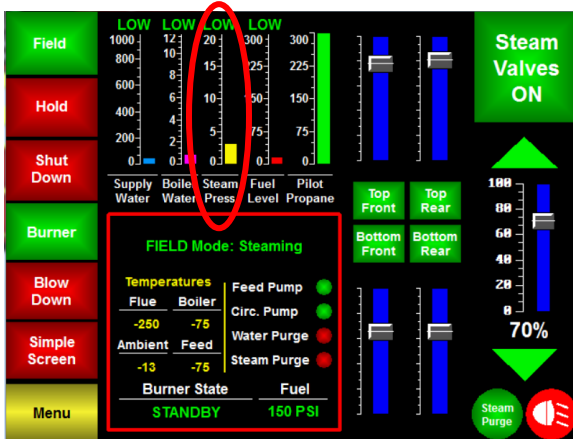 Field
Hold
Shut
Down
Burner
Blow
Down
Simple
Screen
Menu
LOW LOW LOW LOW
1000 12 20 300 300
10
800
8 15 225 225
600
6 10 150 150
400
4
200 5 75 75
2
0 0 0 0 0
Supply Water
Boiler Water
Steam Press
Fuel Level
Pilot Propane
FIELD Mode: Steaming
Temperatures
Flue Boiler
-250 -75
Ambient Feed
-13 -75
Feed Pump
Circ. Pump
Water Purge
Steam Purge
Burner State Fuel
STANDBY 150 PSI
Top Front
Top Rear
Bottom Front
Bottom Rear
Steam
Valves
ON
100
80
60
40
20
0
70%
Steam
Purge